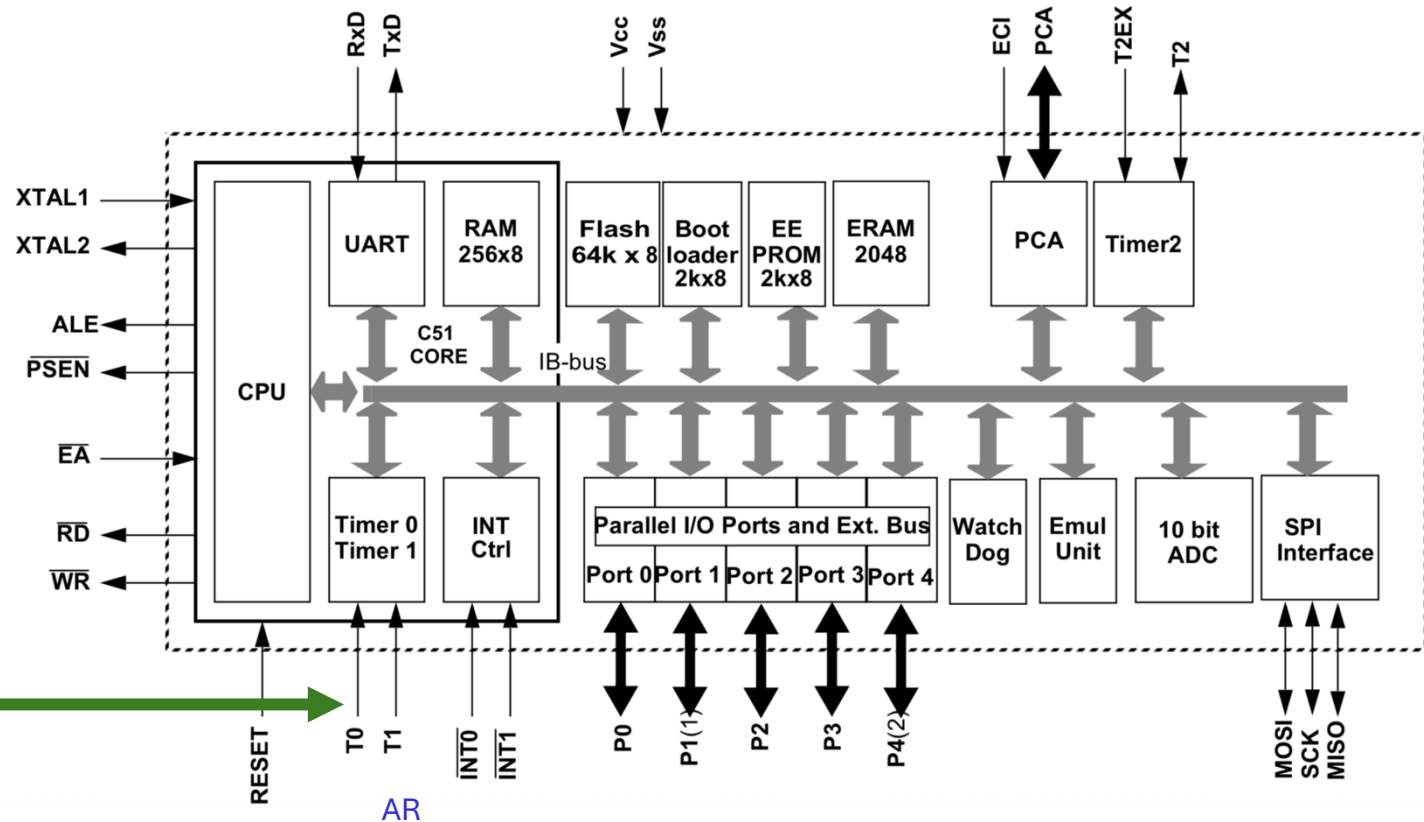 RxD
TxD
Vcc
Vss
ECI
PCA
T2EX
T2
XTAL1
XTAL2
ALE
PSEN
EA
RD
WR
CPU
UART
RAM
256x8
C51
CORE
IB-bus
Timer 0
Timer 1
INT
Ctrl
Flash
64k x 8
Boot
loader
2kx8
EE
PROM
2kx8
ERAM
2048
PCA
Timer2
Parallel I/O Ports and Ext. Bus
Port 0
Port 1
Port 2
Port 3
Port 4
Watch
Dog
Emul
Unit
10 bit
ADC
SPI
Interface
RESET
T0
T1
INT0
INT1
P0
P1(1)
P2
P3
P4(2)
MOSI
SCK
MISO
AR